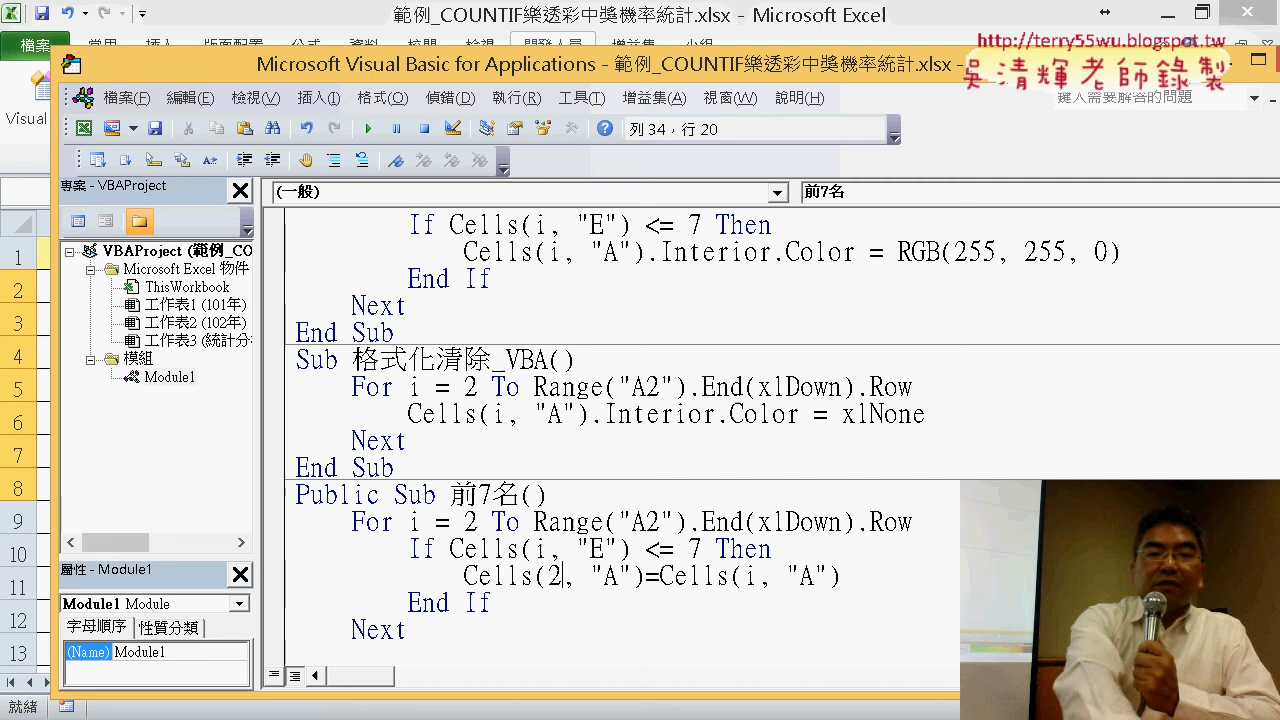 範例_COUNTIF樂透彩中獎機率統計.xlsx - Microsoft Excel
檔案
http://terry55wu.blogspot.tw
吳清輝老師錄製
Microsoft Visual Basic for Applications - 範例_COUNTIF樂透彩中獎機率統計.xlsx -
檔案(F) 編輯(E) 檢視(V) 插入(I) 格式(O) 偵錯(D) 執行(R) 工具(T) 增益集(A) 視窗(W) 說明(H)
鍵入需要解答的問題
Visual
列 34，行 20
專案 - VBAProject
(一般)
前7名
VBAProject (範例_CO
Microsoft Excel 物件
ThisWorkbook
工作表1 (101年)
工作表2 (102年)
工作表3 (統計分
模組
Module1
屬性 - Module1
Module1 Module
字母順序 性質分類
(Name) Module1
If Cells(i, "E") <= 7 Then
Cells(i, "A").Interior.Color = RGB(255, 255, 0)
End If
Next
End Sub
Sub 格式化清除_VBA()
For i = 2 To Range("A2").End(xlDown).Row
Cells(i, "A").Interior.Color = xlNone
Next
End Sub
Public Sub 前7名()
For i = 2 To Range("A2").End(xlDown).Row
If Cells(i, "E") <= 7 Then
Cells(2, "A")=Cells(i, "A")
End If
Next
1
2
3
4
5
6
7
8
9
10
11
12
13
就緒